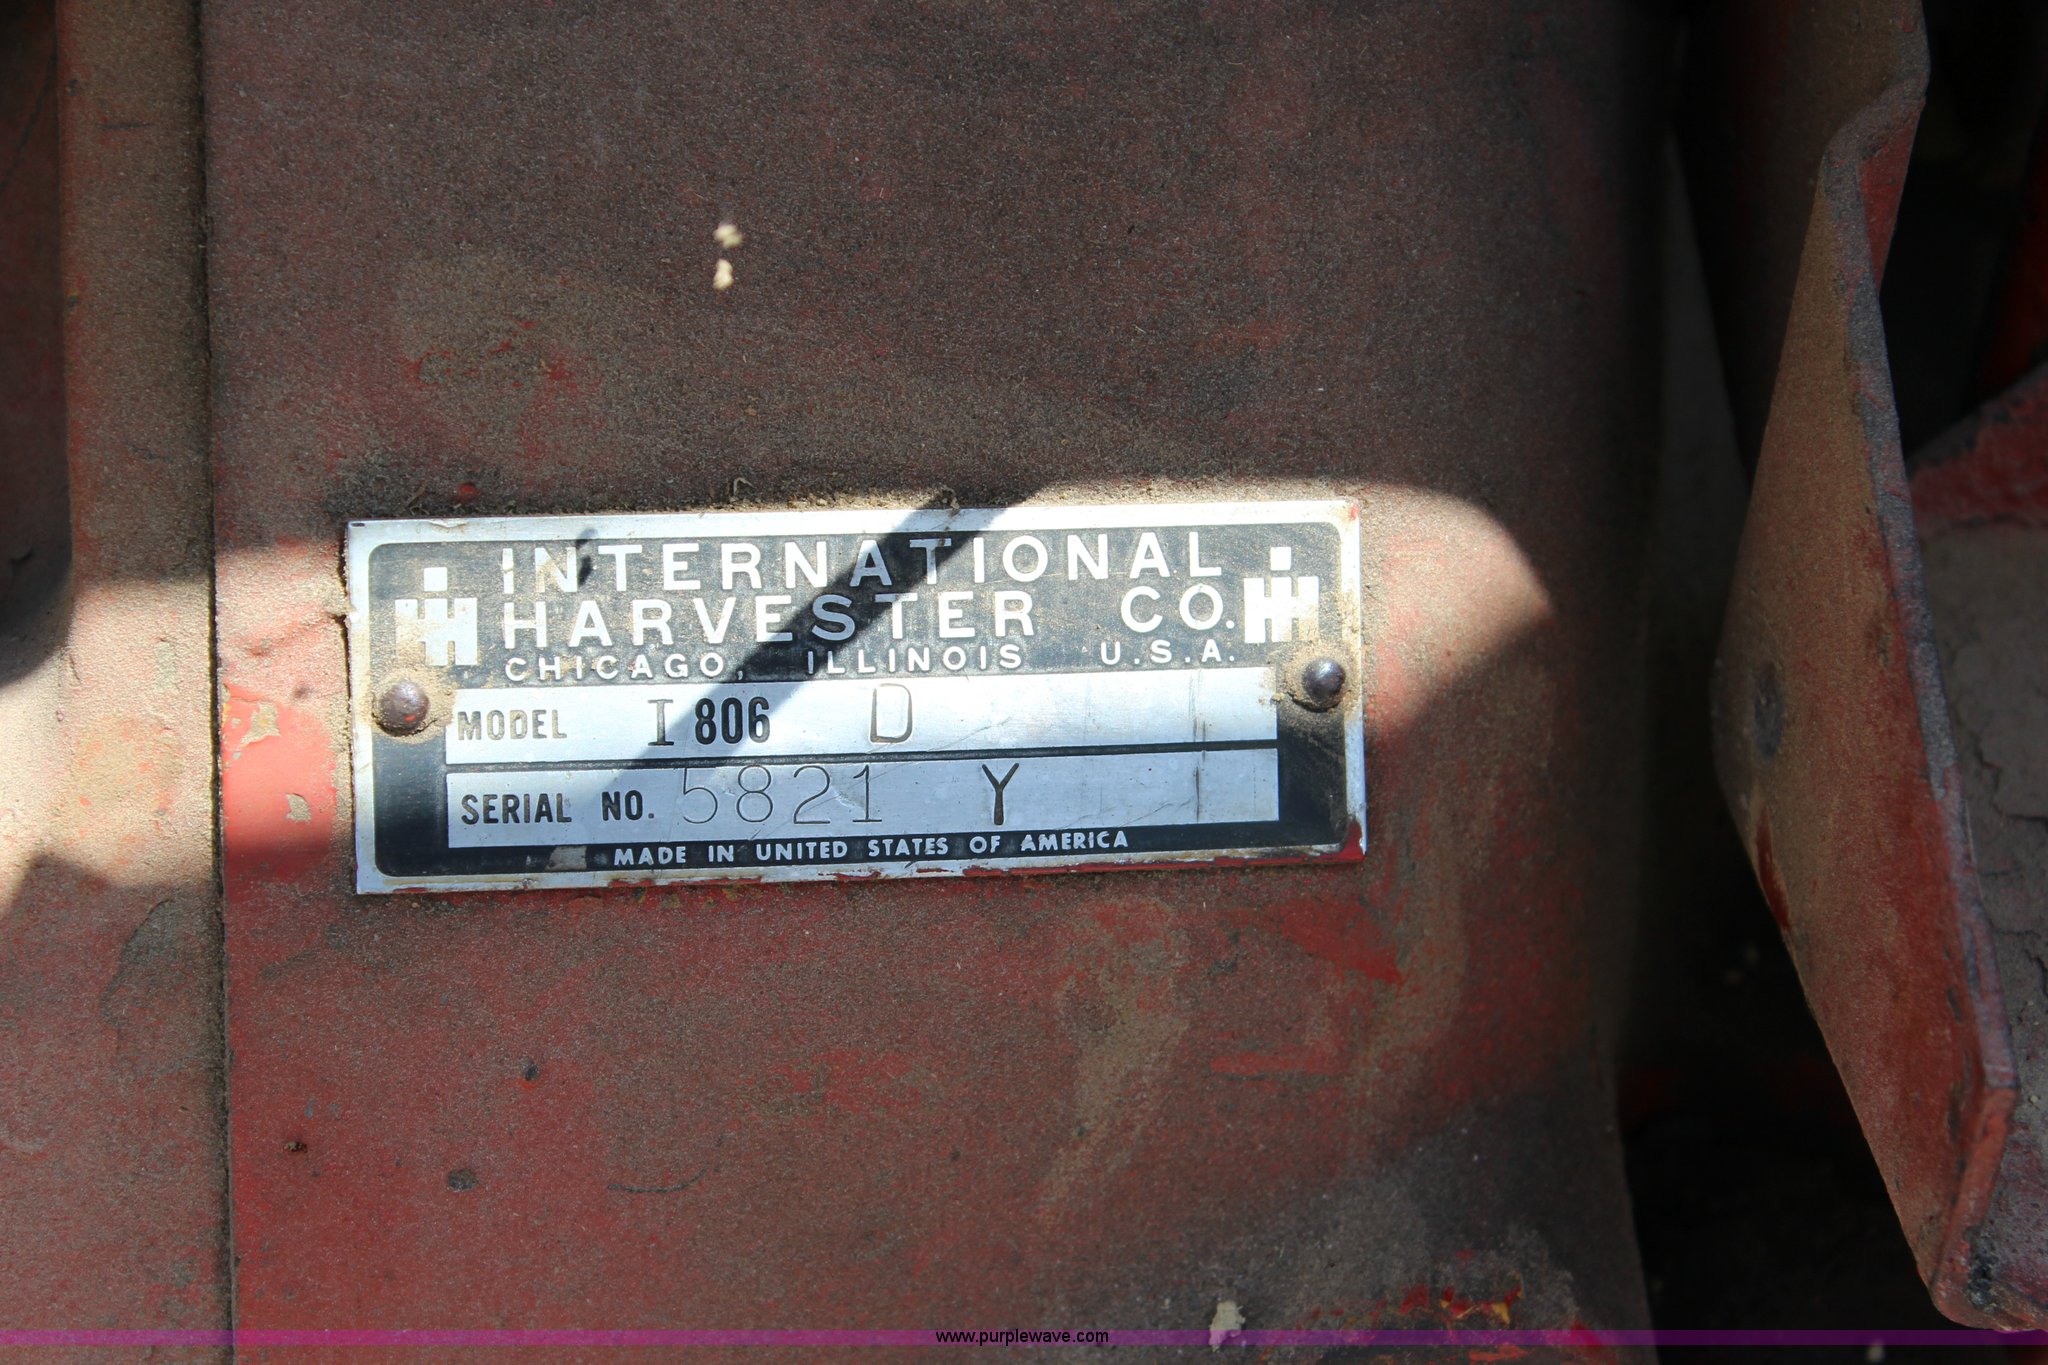 INTERNATIONAL
HARVESTER CO.
CHICAGO, ILLINOIS U.S.A.
MODEL I 806 D
SERIAL NO. 5821 Y
MADE IN UNITED STATES OF AMERICA
www.purplewave.com